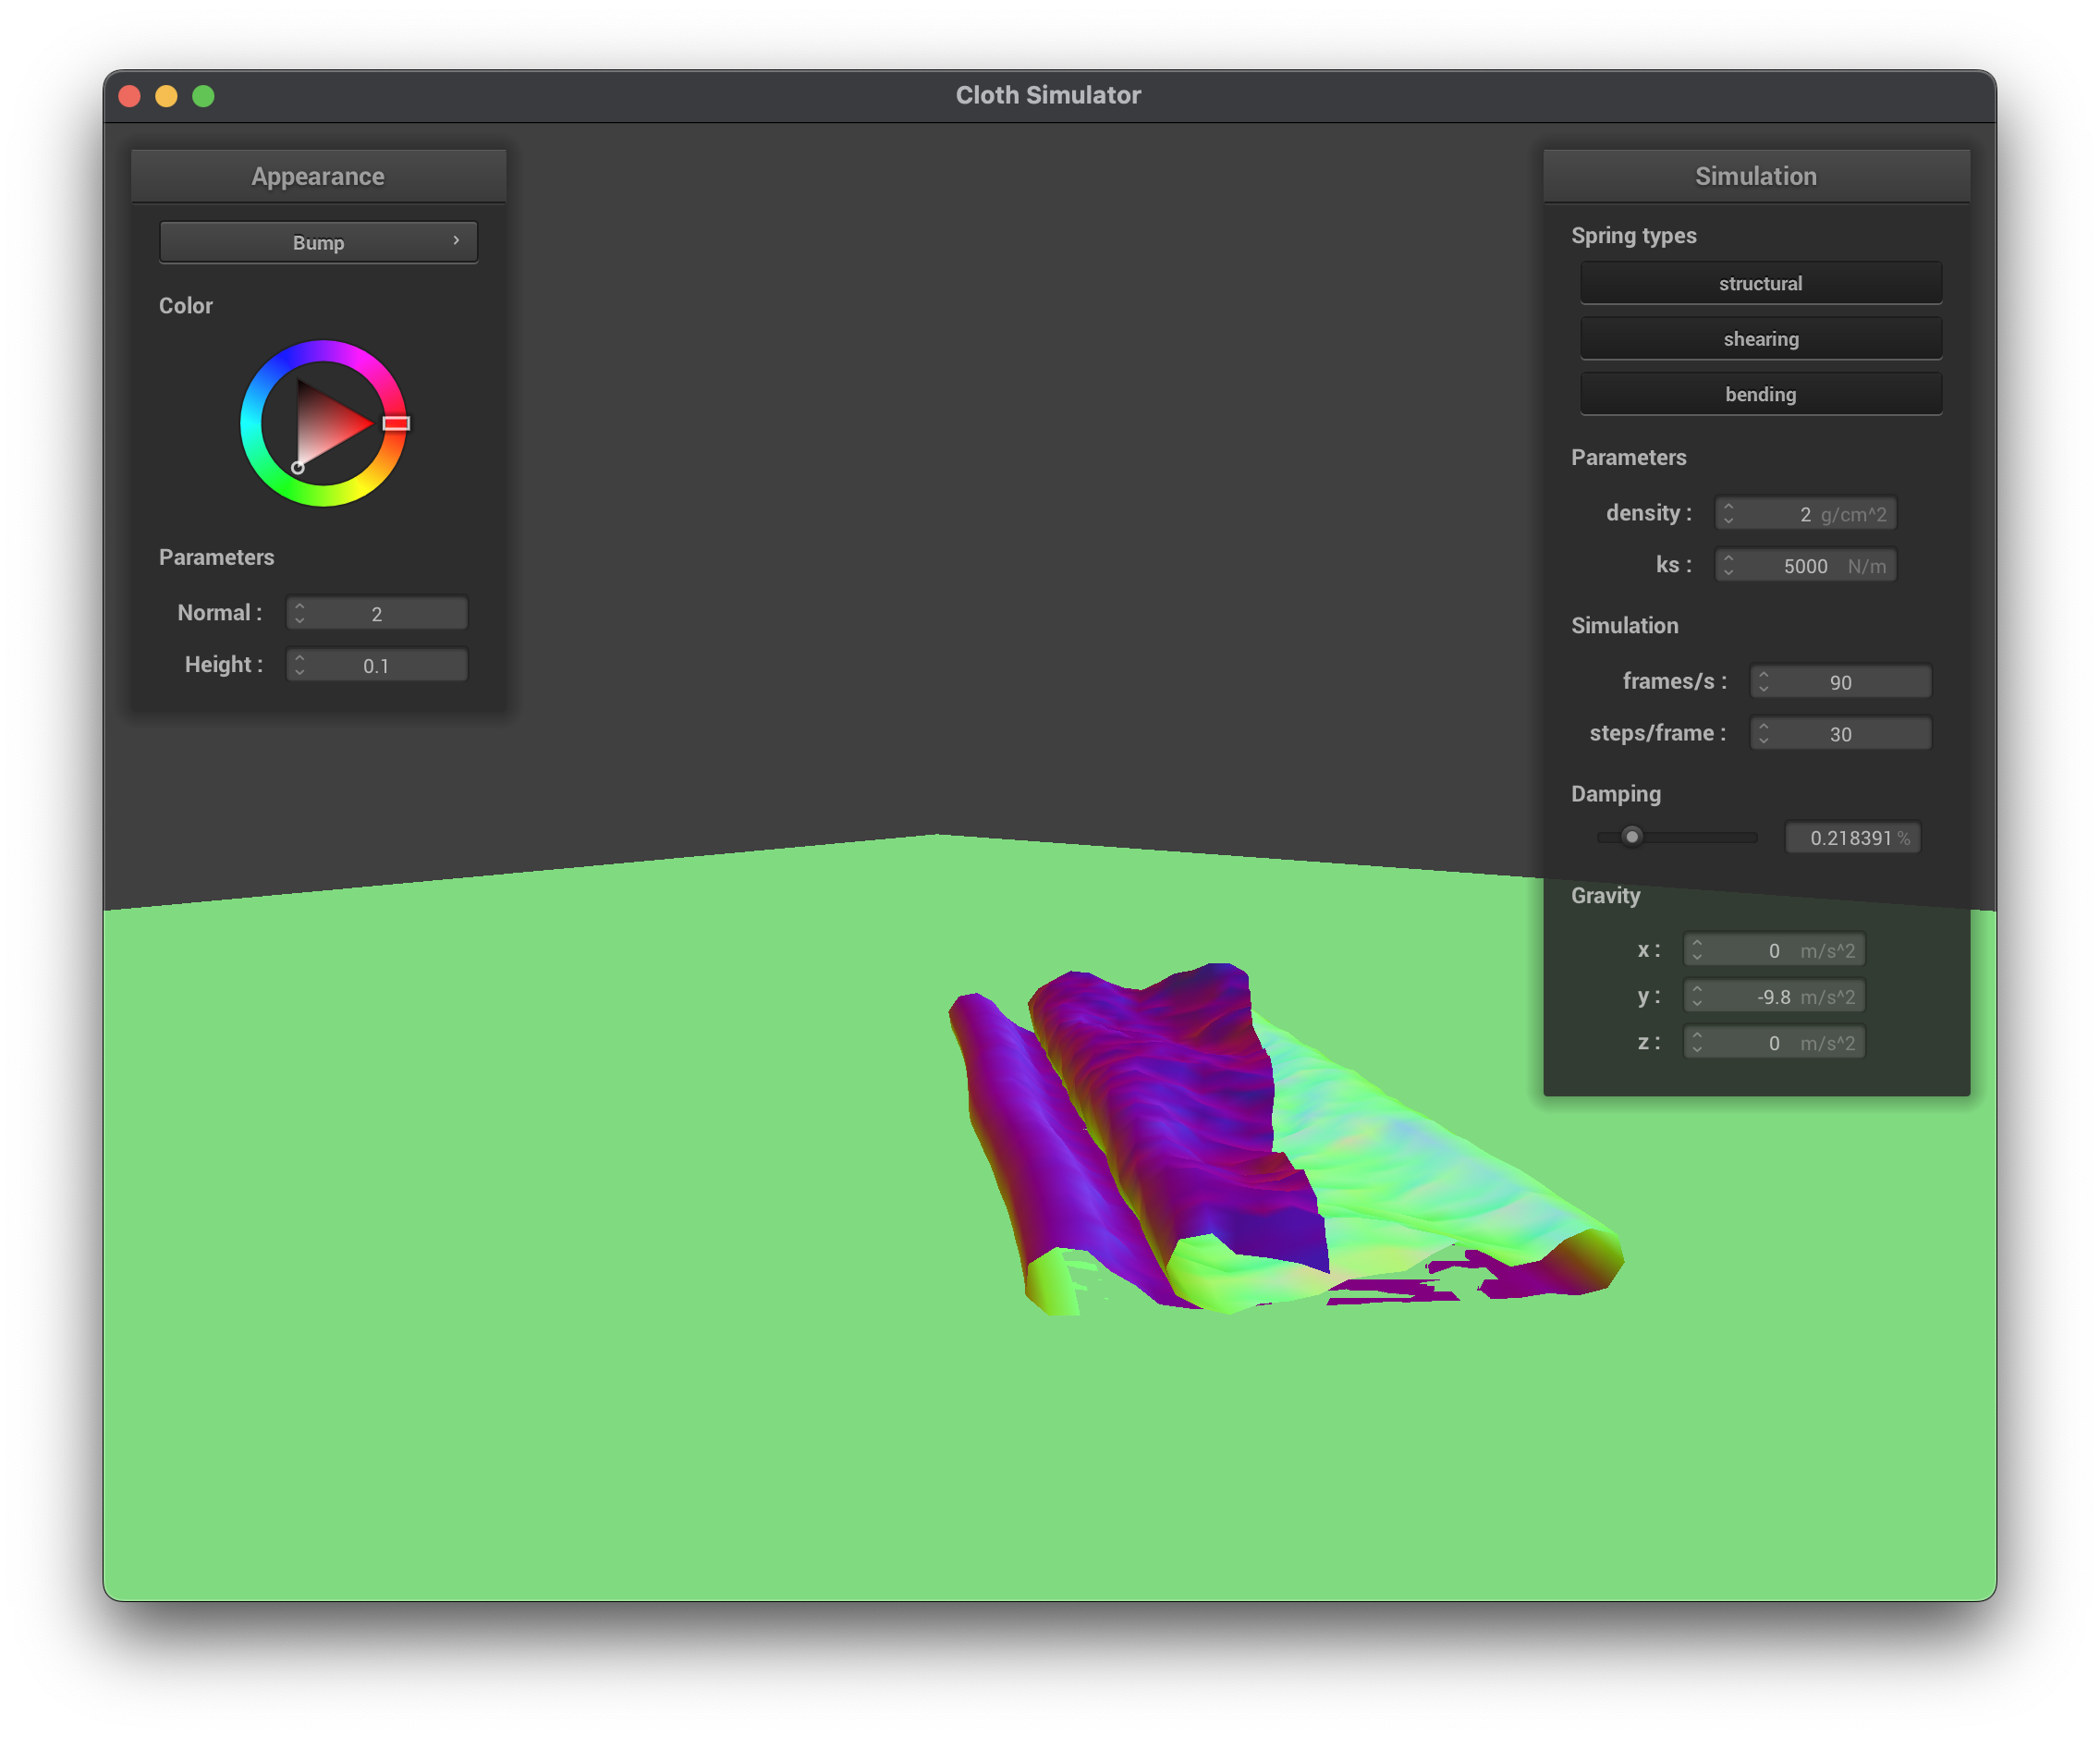 Cloth Simulator
Appearance
Bump
Color
Parameters
Normal : 2
Height : 0.1
Simulation
Spring types
structural
shearing
bending
Parameters
density : 2 g/cm^2
ks : 5000 N/m
Simulation
frames/s : 90
steps/frame : 30
Damping
0.218391 %
Gravity
x : 0 m/s^2
y : -9.8 m/s^2
z : 0 m/s^2